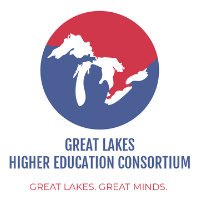 GREAT LAKES
HIGHER EDUCATION CONSORTIUM
GREAT LAKES. GREAT MINDS.